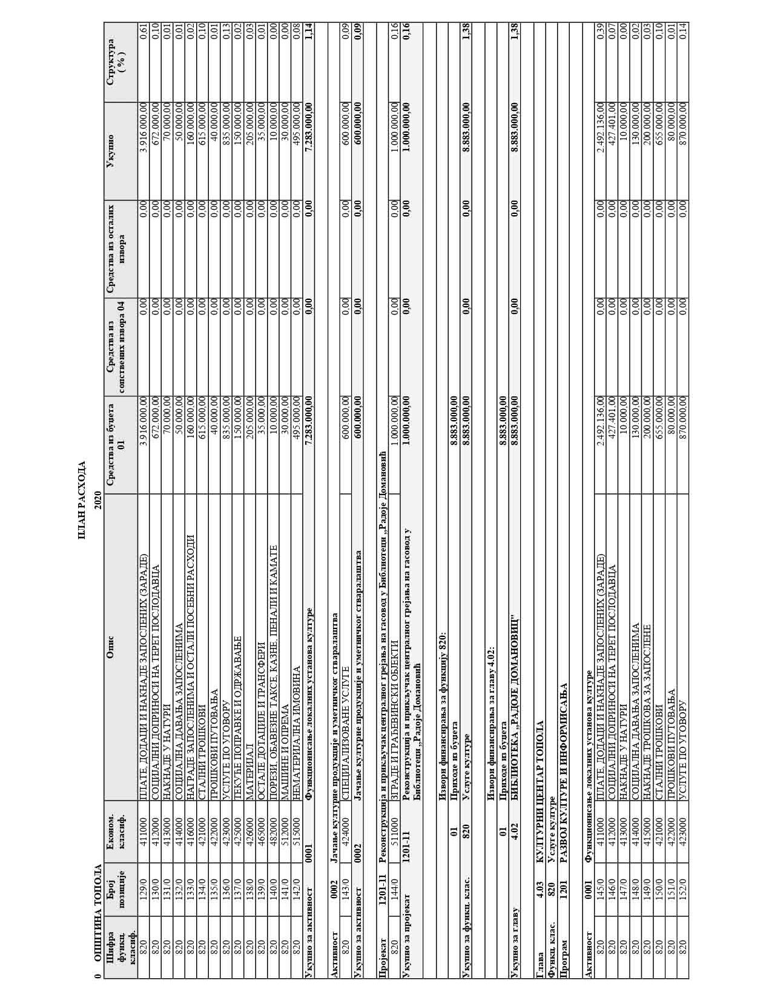 ПЛАН РАСХОДА
0 ОПШТИНА ТОПОЛА 2020
Шифра функц. класиф. Број позиције Економ. класиф. Опис Средства из буџета 01 Средства из сопствених извора 04 Средства из осталих извора Укупно Структура ( % )
820 129/0 411000 ПЛАТЕ, ДОДАЦИ И НАКНАДЕ ЗАПОСЛЕНИХ (ЗАРАДЕ) 3.916.000,00 0,00 0,00 3.916.000,00 0,61
820 130/0 412000 СОЦИЈАЛНИ ДОПРИНОСИ НА ТЕРЕТ ПОСЛОДАВЦА 672.000,00 0,00 0,00 672.000,00 0,10
820 131/0 413000 НАКНАДЕ У НАТУРИ 70.000,00 0,00 0,00 70.000,00 0,01
820 132/0 414000 СОЦИЈАЛНА ДАВАЊА ЗАПОСЛЕНИМА 50.000,00 0,00 0,00 50.000,00 0,01
820 133/0 416000 НАГРАДЕ ЗАПОСЛЕНИМА И ОСТАЛИ ПОСЕБНИ РАСХОДИ 160.000,00 0,00 0,00 160.000,00 0,02
820 134/0 421000 СТАЛНИ ТРОШКОВИ 615.000,00 0,00 0,00 615.000,00 0,10
820 135/0 422000 ТРОШКОВИ ПУТОВАЊА 40.000,00 0,00 0,00 40.000,00 0,01
820 136/0 423000 УСЛУГЕ ПО УГОВОРУ 835.000,00 0,00 0,00 835.000,00 0,13
820 137/0 425000 ТЕКУЋЕ ПОПРАВКЕ И ОДРЖАВАЊЕ 150.000,00 0,00 0,00 150.000,00 0,02
820 138/0 426000 МАТЕРИЈАЛ 205.000,00 0,00 0,00 205.000,00 0,03
820 139/0 465000 ОСТАЛЕ ДОТАЦИЈЕ И ТРАНСФЕРИ 35.000,00 0,00 0,00 35.000,00 0,01
820 140/0 482000 ПОРЕЗИ, ОБАВЕЗНЕ ТАКСЕ, КАЗНЕ, ПЕНАЛИ И КАМАТЕ 10.000,00 0,00 0,00 10.000,00 0,00
820 141/0 512000 МАШИНЕ И ОПРЕМА 30.000,00 0,00 0,00 30.000,00 0,00
820 142/0 515000 НЕМАТЕРИЈАЛНА ИМОВИНА 495.000,00 0,00 0,00 495.000,00 0,08
Укупно за активност 0001 Функционисање локалних установа културе 7.283.000,00 0,00 0,00 7.283.000,00 1,14
Активност 0002 Јачање културне продукције и уметничког стваралаштва
820 143/0 424000 СПЕЦИЈАЛИЗОВАНЕ УСЛУГЕ 600.000,00 0,00 0,00 600.000,00 0,09
Укупно за активност 0002 Јачање културне продукције и уметничког стваралаштва 600.000,00 0,00 0,00 600.000,00 0,09
Пројекат 1201-11 Реконструкција и прикључак централног грејања на гасовод у Библиотеци „Радоје Домановић
820 144/0 511000 ЗГРАДЕ И ГРАЂЕВИНСКИ ОБЈЕКТИ 1.000.000,00 0,00 0,00 1.000.000,00 0,16
Укупно за пројекат 1201-11 Реконструкција и прикључак централног грејања на гасовод у 1.000.000,00 0,00 0,00 1.000.000,00 0,16
Библиотеци „Радоје Домановић
Извори финансирања за функцију 820:
01 Приходе из буџета 8.883.000,00
Укупно за функц. клас. 820 Услуге културе 8.883.000,00 0,00 0,00 8.883.000,00 1,38
Извори финансирања за главу 4.02:
01 Приходе из буџета 8.883.000,00
Укупно за главу 4.02 БИБЛИОТЕКА „РАДОЈЕ ДОМАНОВИЦ" 8.883.000,00 0,00 0,00 8.883.000,00 1,38
Глава 4.03 КУЛТУРНИ ЦЕНТАР ТОПОЛА
Функц. клас. 820 Услуге културе
Програм 1201 РАЗВОЈ КУЛТУРЕ И ИНФОРМИСАЊА
Активност 0001 Функционисање локалних установа културе
820 145/0 411000 ПЛАТЕ, ДОДАЦИ И НАКНАДЕ ЗАПОСЛЕНИХ (ЗАРАДЕ) 2.492.136,00 0,00 0,00 2.492.136,00 0,39
820 146/0 412000 СОЦИЈАЛНИ ДОПРИНОСИ НА ТЕРЕТ ПОСЛОДАВЦА 427.401,00 0,00 0,00 427.401,00 0,07
820 147/0 413000 НАКНАДЕ У НАТУРИ 10.000,00 0,00 0,00 10.000,00 0,00
820 148/0 414000 СОЦИЈАЛНА ДАВАЊА ЗАПОСЛЕНИМА 130.000,00 0,00 0,00 130.000,00 0,02
820 149/0 415000 НАКНАДЕ ТРОШКОВА ЗА ЗАПОСЛЕНЕ 200.000,00 0,00 0,00 200.000,00 0,03
820 150/0 421000 СТАЛНИ ТРОШКОВИ 655.000,00 0,00 0,00 655.000,00 0,10
820 151/0 422000 ТРОШКОВИ ПУТОВАЊА 80.000,00 0,00 0,00 80.000,00 0,01
820 152/0 423000 УСЛУГЕ ПО УГОВОРУ 870.000,00 0,00 0,00 870.000,00 0,14